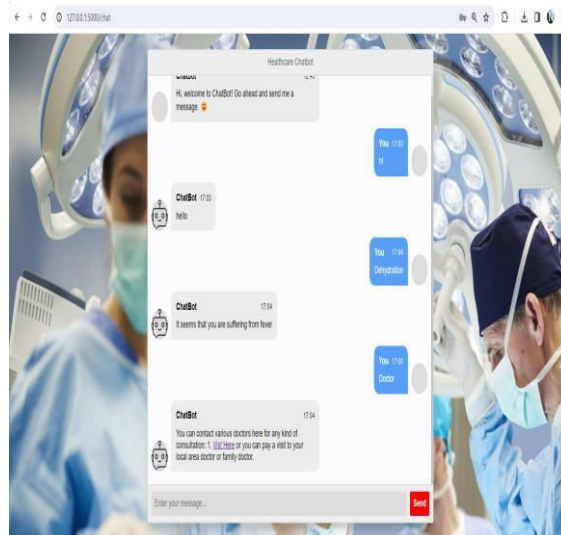 127.0.0.1:5000/chat
Healthcare Chatbot
ChatBot
Hi, welcome to ChatBot! Go ahead and send me a
message.
You 17:03
hi
ChatBot 17:03
hello
You 17:04
Dehydration
ChatBot 17:04
It seems that you are suffering from fever
You 17:04
Doctor
ChatBot 17:04
You can contact various doctors here for any kind of
consultation: 1. Visit Here or you can pay a visit to your
local area doctor or family doctor.
Enter your message...
Send